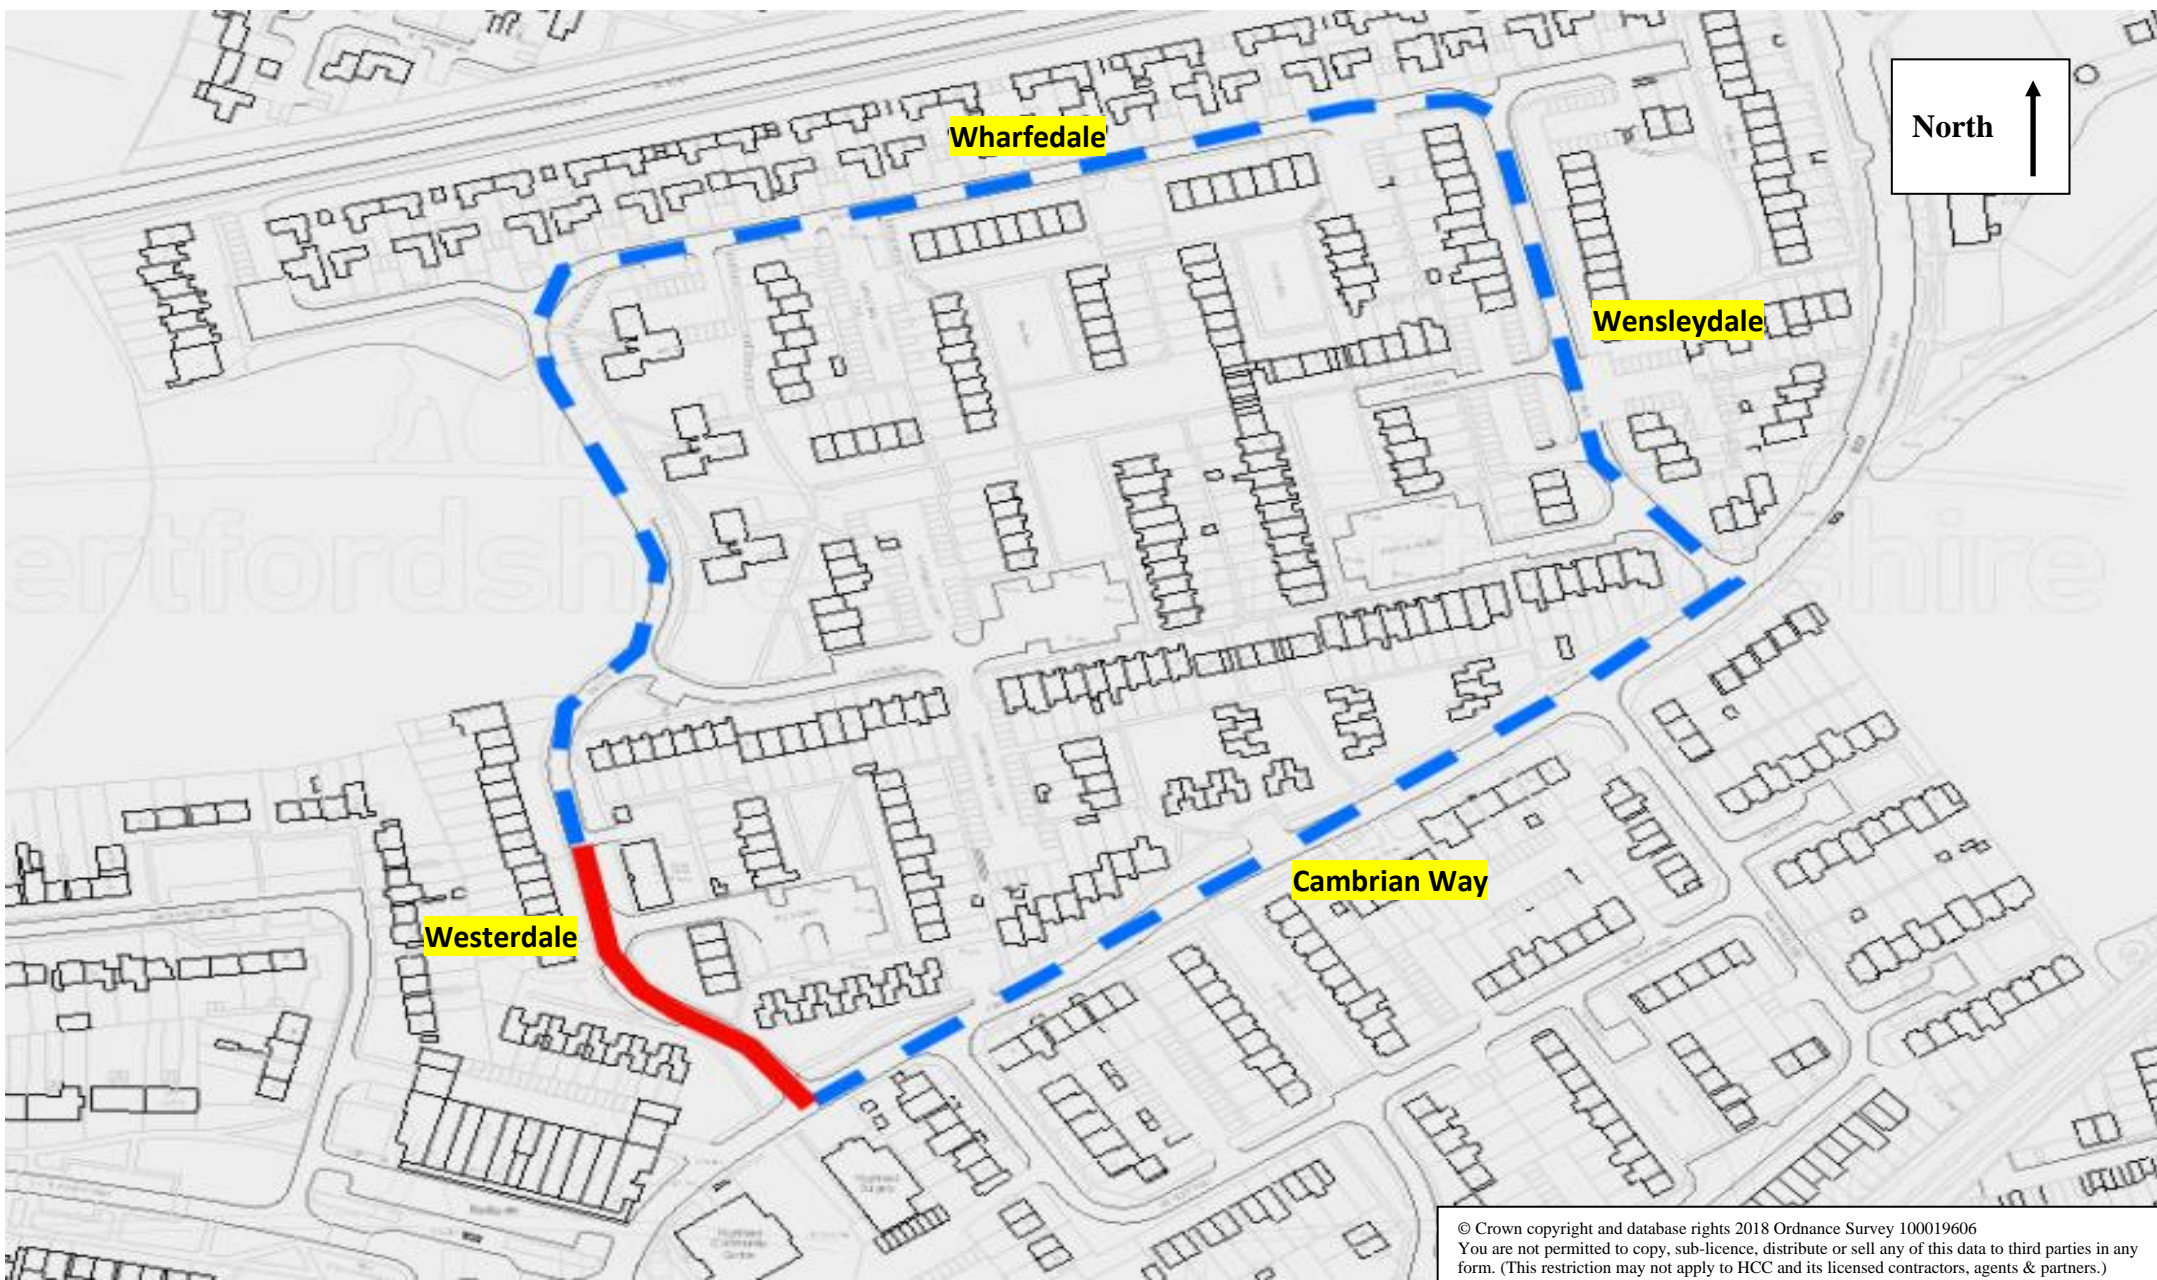 Wharfedale
North
Wensleydale
ertfordsh
shire
Cambrian Way
Westerdale
© Crown copyright and database rights 2018 Ordnance Survey 100019606
You are not permitted to copy, sub-licence, distribute or sell any of this data to third parties in any
form. (This restriction may not apply to HCC and its licensed contractors, agents & partners.)